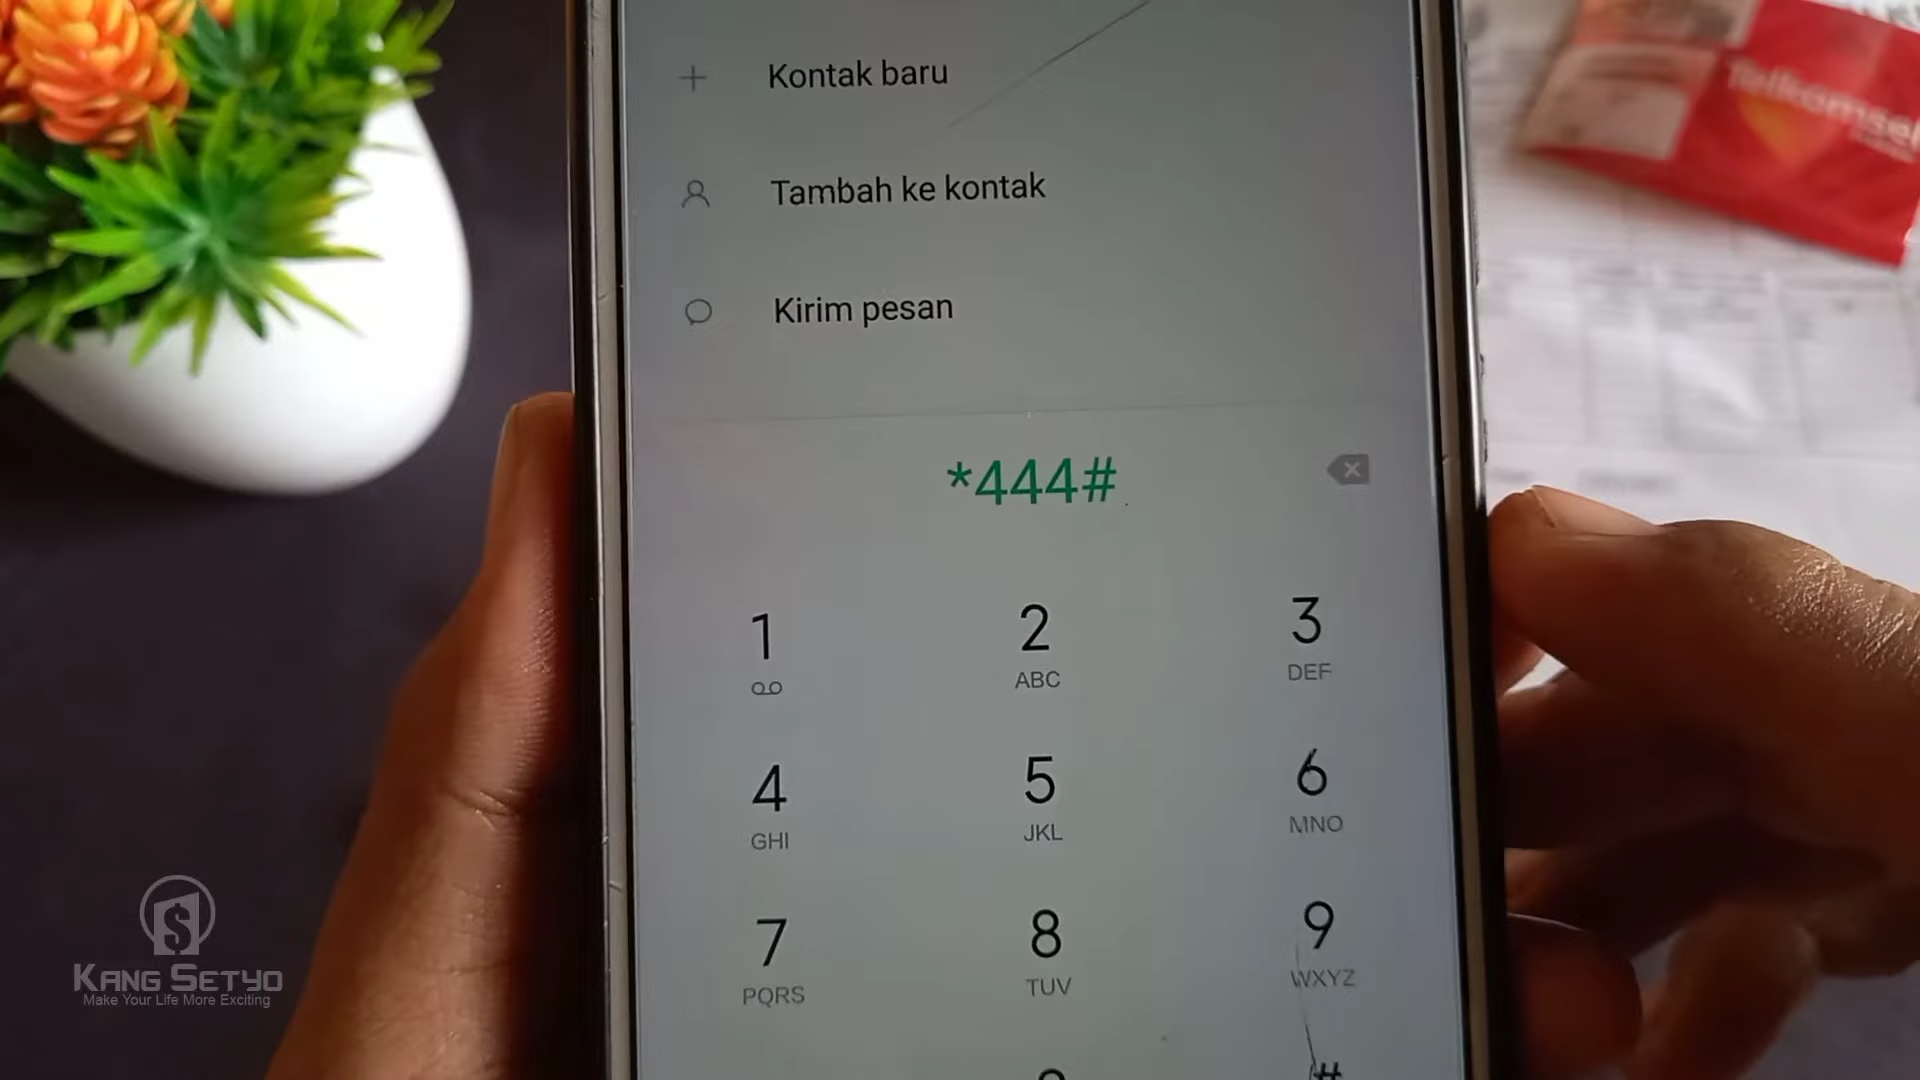 Kontak baru
Tambah ke kontak
Kirim pesan
Telkomsel
*444#
1
2
ABC
3
DEF
4
GHI
5
JKL
6
MNO
7
PQRS
8
TUV
9
WXYZ
#
KANG SETYO
Make Your Life More Exciting